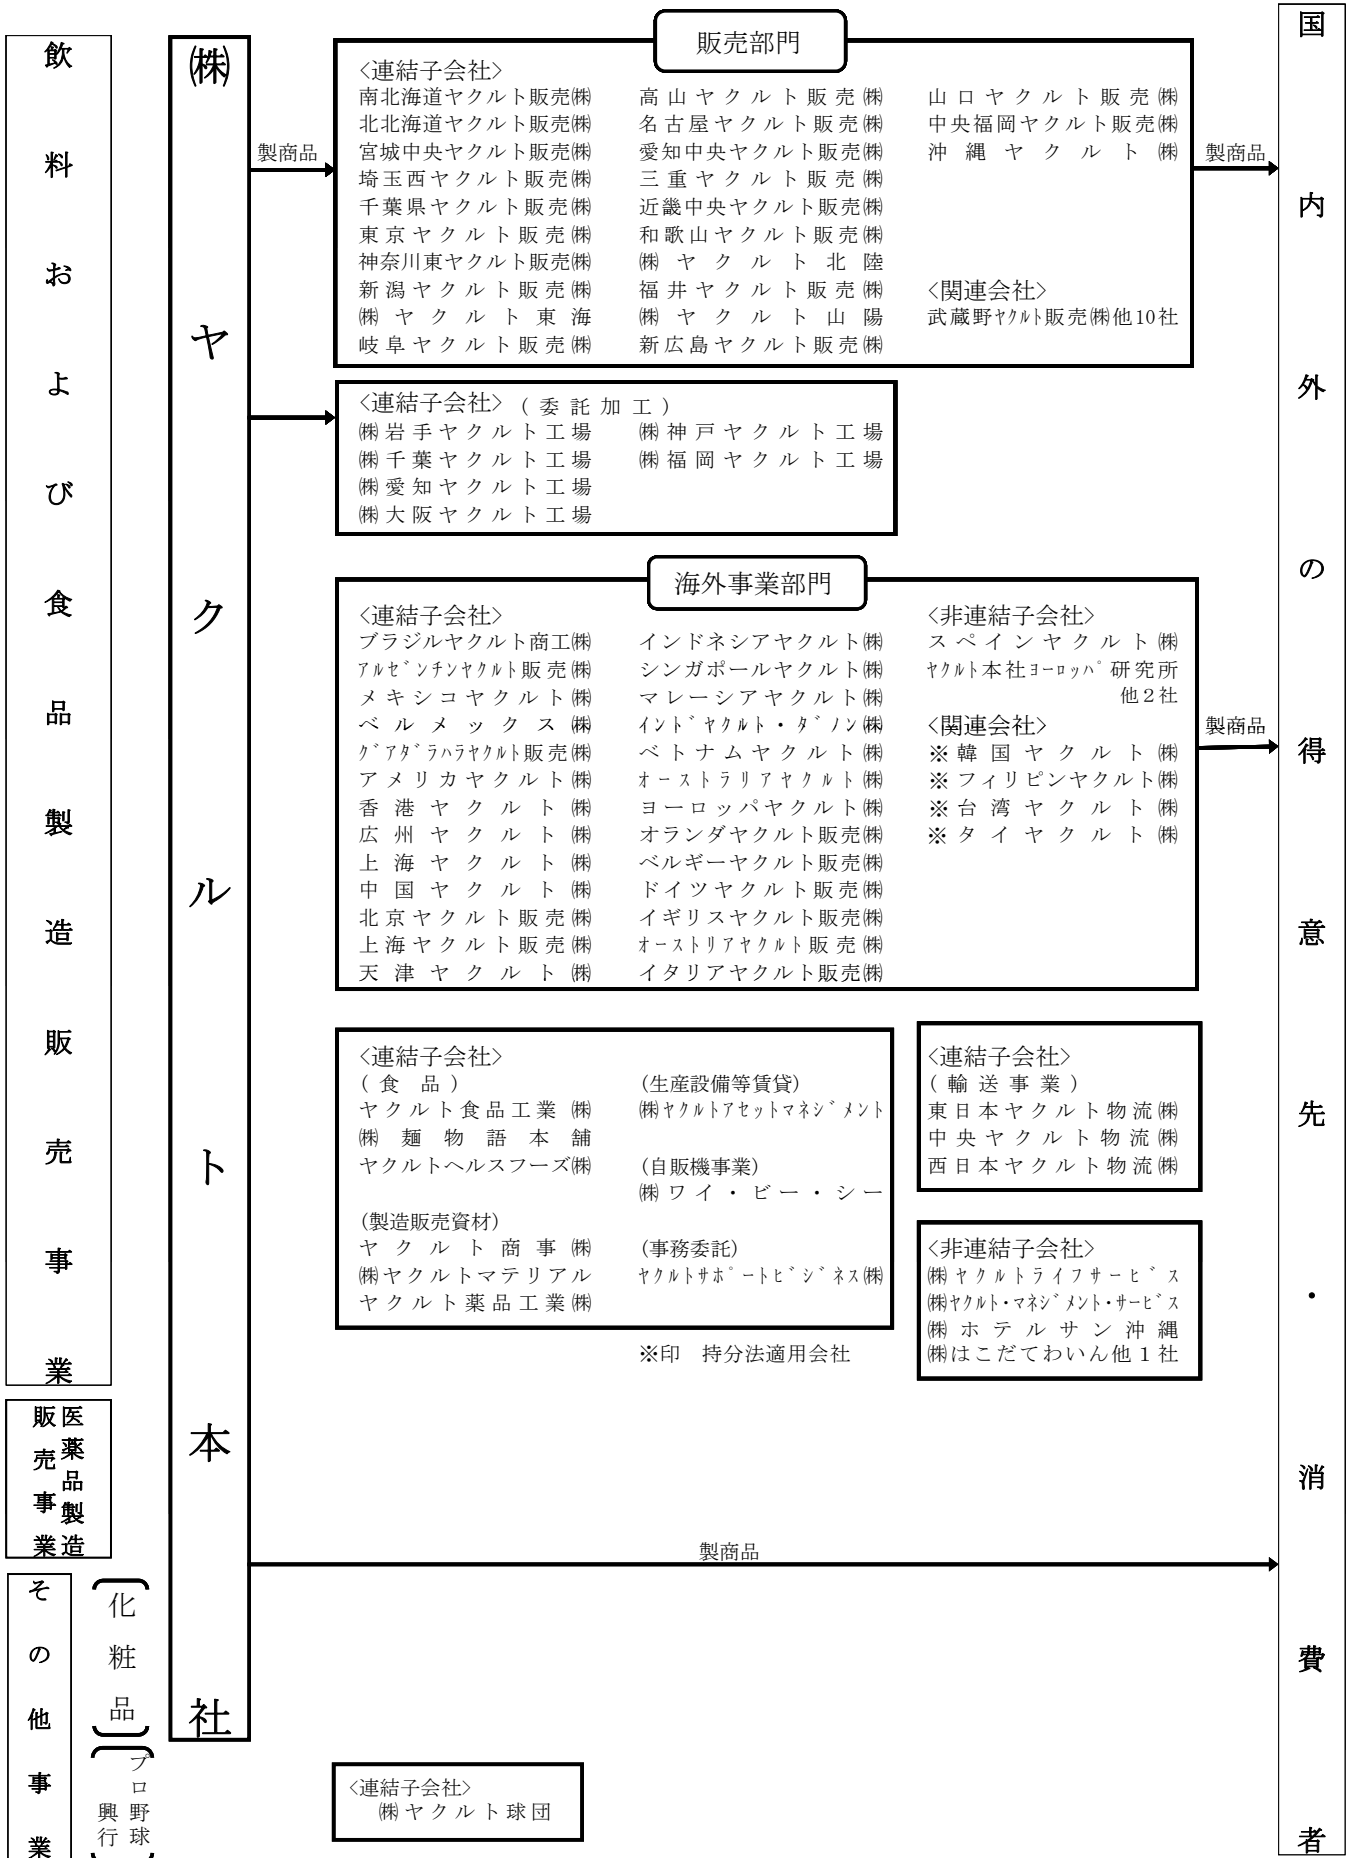 飲料および食品製造販売事業
医薬品製造
販売事業
その他事業
化粧品
プロ野球
興行
㈱ヤクルト本社
製商品
販売部門
<連結子会社>
南北海道ヤクルト販売㈱
北北海道ヤクルト販売㈱
宮城中央ヤクルト販売㈱
埼玉西ヤクルト販売㈱
千葉県ヤクルト販売㈱
東京ヤクルト販売㈱
神奈川東ヤクルト販売㈱
新潟ヤクルト販売㈱
㈱ヤクルト東海
岐阜ヤクルト販売㈱
高山ヤクルト販売㈱
名古屋ヤクルト販売㈱
愛知中央ヤクルト販売㈱
三重ヤクルト販売㈱
近畿中央ヤクルト販売㈱
和歌山ヤクルト販売㈱
㈱ヤクルト北陸
福井ヤクルト販売㈱
㈱ヤクルト山陽
新広島ヤクルト販売㈱
山口ヤクルト販売㈱
中央福岡ヤクルト販売㈱
沖縄ヤクルト㈱
<関連会社>
武蔵野ﾔｸﾙﾄ販売㈱他10社
製商品
<連結子会社>(委託加工)
㈱岩手ヤクルト工場
㈱千葉ヤクルト工場
㈱愛知ヤクルト工場
㈱大阪ヤクルト工場
㈱神戸ヤクルト工場
㈱福岡ヤクルト工場
海外事業部門
<連結子会社>
ブラジルヤクルト商工㈱
ｱﾙｾﾞﾝﾁﾝﾔｸﾙﾄ販売㈱
メキシコヤクルト㈱
ベルメックス㈱
ｸﾞｱﾀﾞﾗﾊﾗﾔｸﾙﾄ販売㈱
アメリカヤクルト㈱
香港ヤクルト㈱
広州ヤクルト㈱
上海ヤクルト㈱
中国ヤクルト㈱
北京ヤクルト販売㈱
上海ヤクルト販売㈱
天津ヤクルト㈱
インドネシアヤクルト㈱
シンガポールヤクルト㈱
マレーシアヤクルト㈱
ｲﾝﾄﾞﾔｸﾙﾄ・ﾀﾞﾉﾝ㈱
ベトナムヤクルト㈱
ｵｰｽﾄﾗﾘｱﾔｸﾙﾄ㈱
ヨーロッパヤクルト㈱
オランダヤクルト販売㈱
ベルギーヤクルト販売㈱
ドイツヤクルト販売㈱
イギリスヤクルト販売㈱
ｵｰｽﾄﾘｱﾔｸﾙﾄ販売㈱
イタリアヤクルト販売㈱
<非連結子会社>
スペインヤクルト㈱
ﾔｸﾙﾄ本社ﾖｰﾛｯﾊﾟ研究所
他2社
<関連会社>
※韓国ヤクルト㈱
※フィリピンヤクルト㈱
※台湾ヤクルト㈱
※タイヤクルト㈱
製商品
<連結子会社>
(食品)
ヤクルト食品工業㈱
㈱麺物語本舗
ヤクルトヘルスフーズ㈱
(製造販売資材)
ヤクルト商事㈱
㈱ヤクルトマテリアル
ヤクルト薬品工業㈱
(生産設備等賃貸)
㈱ﾔｸﾙﾄｱｾｯﾄﾏﾈｼﾞﾒﾝﾄ
(自販機事業)
㈱ワイ・ビー・シー
(事務委託)
ﾔｸﾙﾄｻﾎﾟｰﾄﾋﾞｼﾞﾈｽ㈱
<連結子会社>
(輸送事業)
東日本ヤクルト物流㈱
中央ヤクルト物流㈱
西日本ヤクルト物流㈱
<非連結子会社>
㈱ﾔｸﾙﾄﾗｲﾌｻｰﾋﾞｽ
㈱ﾔｸﾙﾄ・ﾏﾈｼﾞﾒﾝﾄ・ｻｰﾋﾞｽ
㈱ホテルサン沖縄
㈱はこだてわいん他1社
※印　持分法適用会社
製商品
<連結子会社>
㈱ヤクルト球団
国内外の得意先・消費者